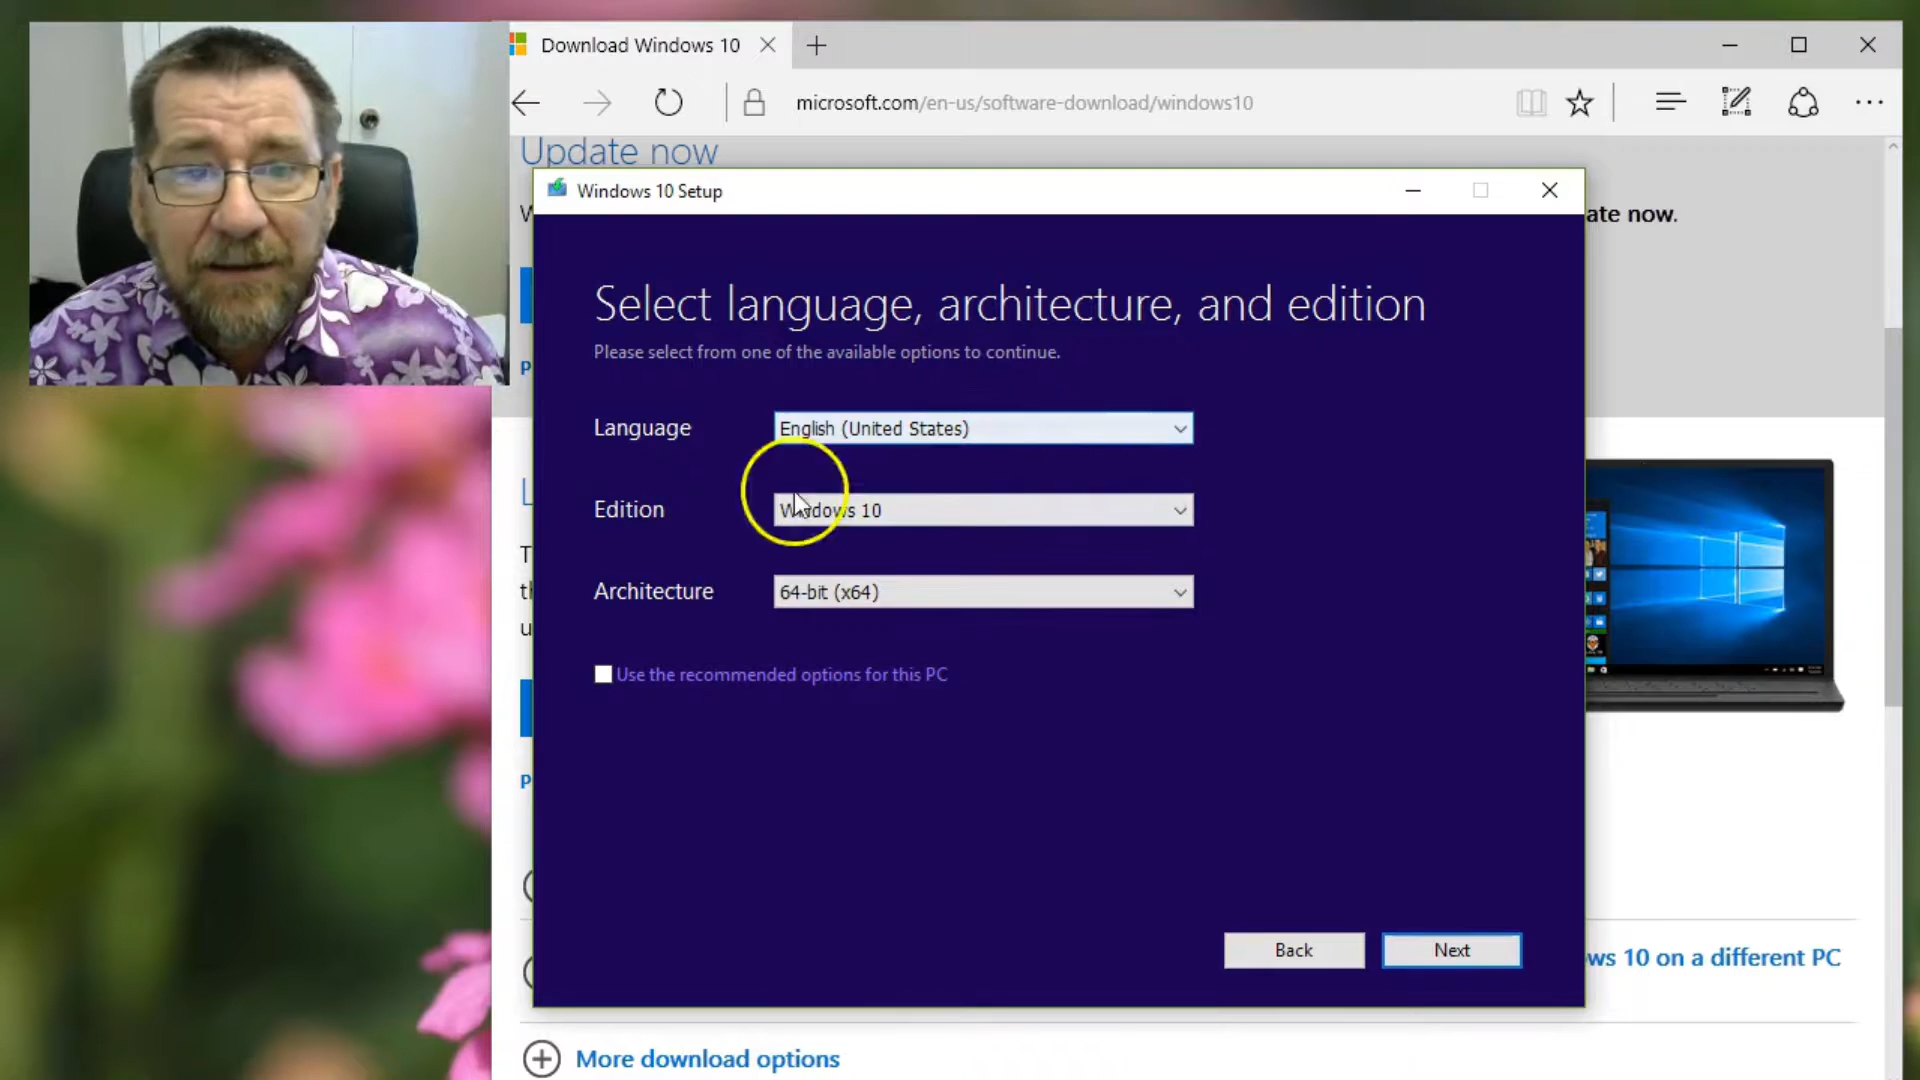 Download Windows 10
microsoft.com/en-us/software-download/windows10
Update now
ate now.
Windows 10 Setup
Select language, architecture, and edition
Please select from one of the available options to continue.
Language
English (United States)
Edition
Windows 10
Architecture
64-bit (x64)
Use the recommended options for this PC
Back
Next
ws 10 on a different PC
More download options